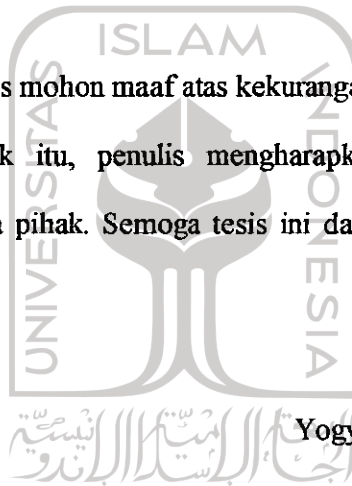 ISLAM
s mohon maaf atas kekuranga
k itu, penulis mengharapk
a pihak. Semoga tesis ini da
UNIVERSITAS
INDONESIA
Yogy